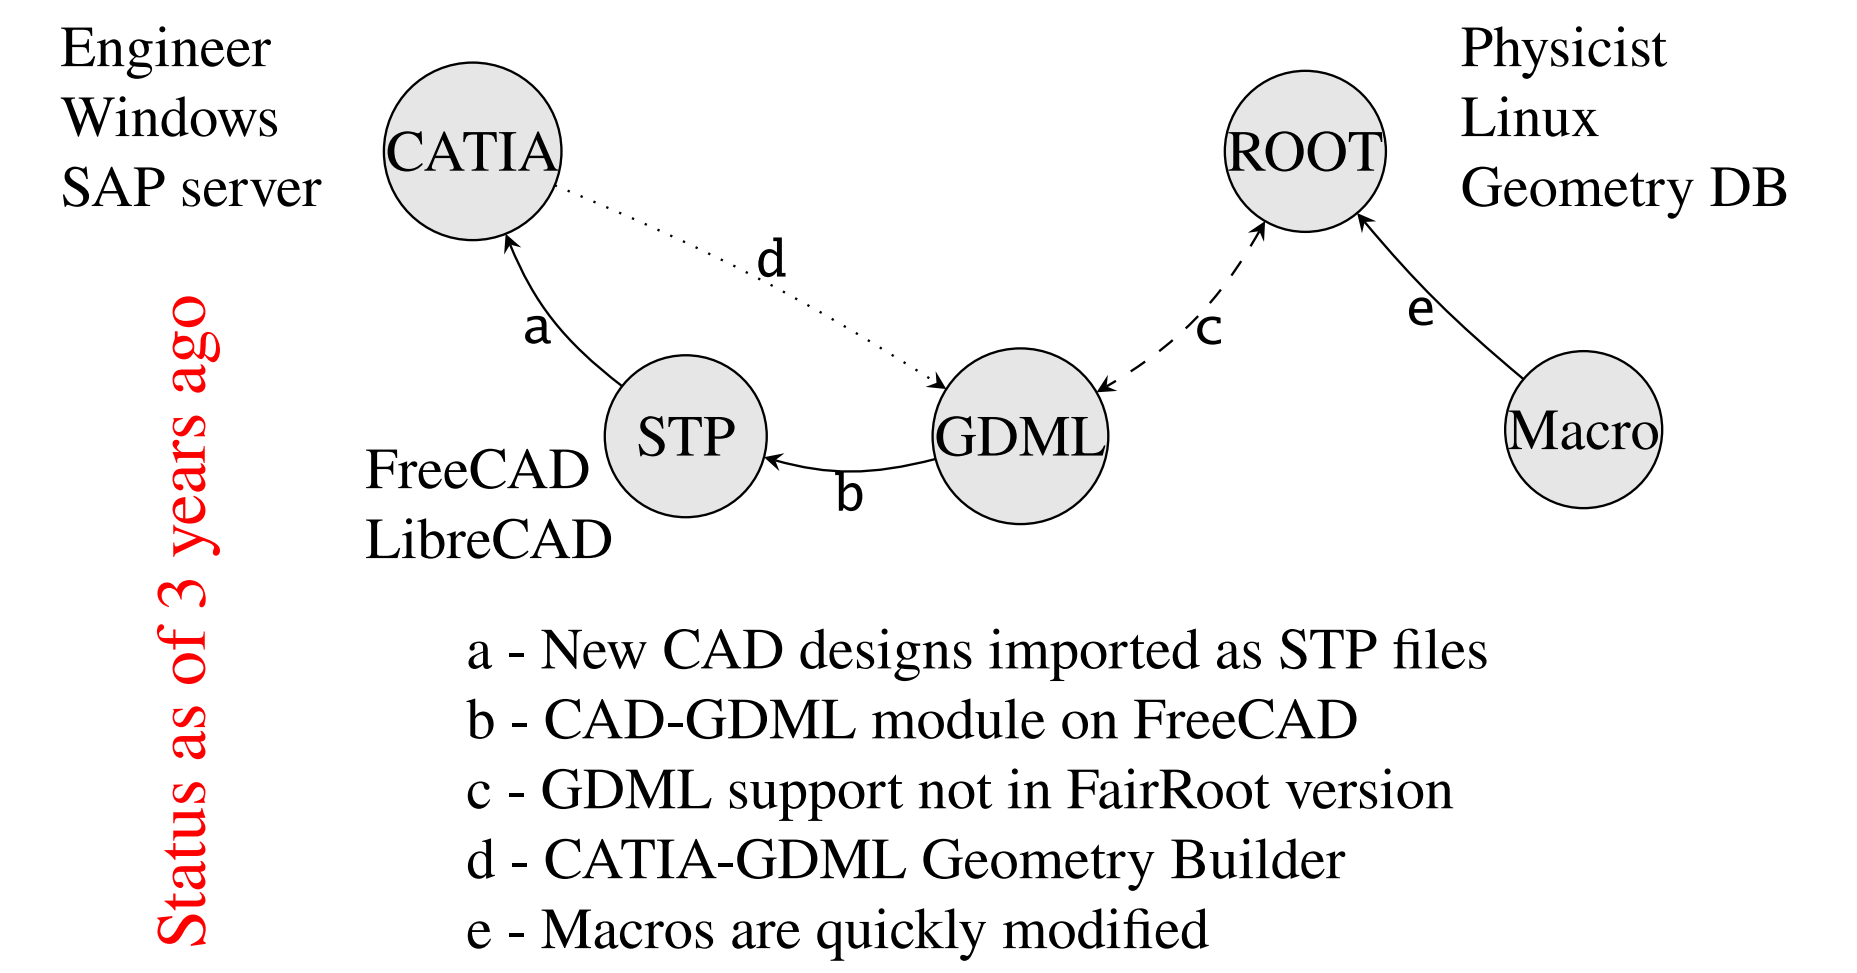 Engineer
Windows
SAP server
CATIA
ROOT
Physicist
Linux
Geometry DB
d
a
c
e
STP
GDML
Macro
b
FreeCAD
LibreCAD
Status as of 3 years ago
a - New CAD designs imported as STP files
b - CAD-GDML module on FreeCAD
c - GDML support not in FairRoot version
d - CATIA-GDML Geometry Builder
e - Macros are quickly modified